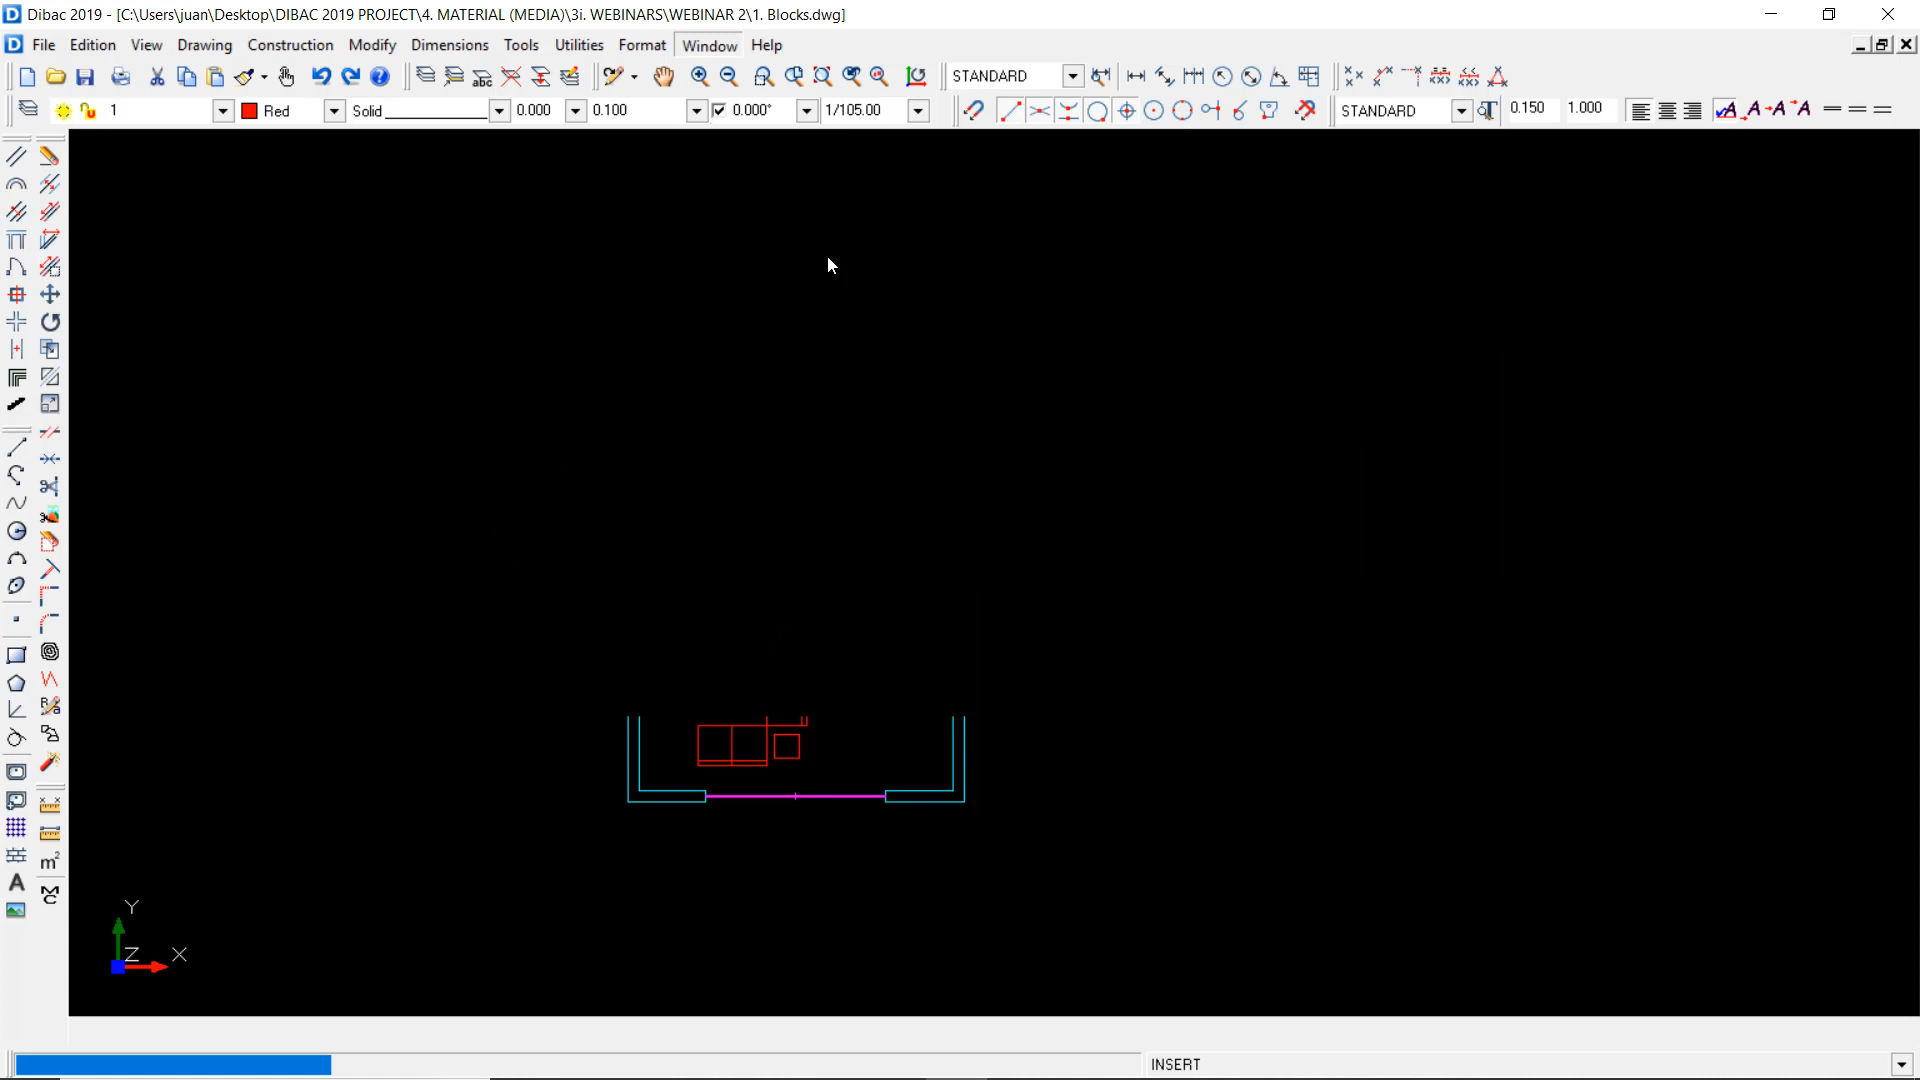 Dibac 2019 - [C:\Users\juan\Desktop\DIBAC 2019 PROJECT\4. MATERIAL (MEDIA)\3i. WEBINARS\WEBINAR 2\1. Blocks.dwg]
File Edition View Drawing Construction Modify Dimensions Tools Utilities Format Window Help
STANDARD
1 Red Solid 0.000 0.100 0.000° 1/105.00 STANDARD 0.150 1.000
Y
Z X
INSERT